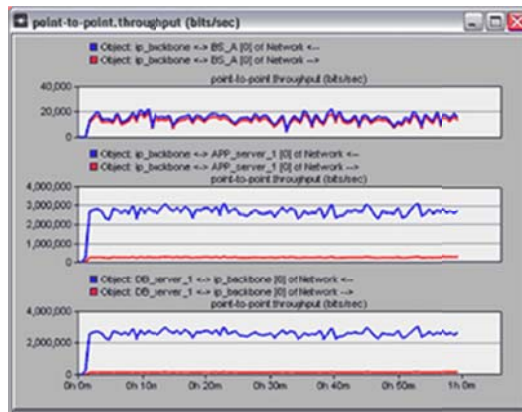 point-to-point.throughput (bits/sec)
Object: ip_backbone <-> BS_A [0] of Network <--
Object: ip_backbone <-> BS_A [0] of Network -->
point-to-point.throughput (bits/sec)
40,000
20,000
0
Object: ip_backbone <-> APP_server_1 [0] of Network <--
Object: ip_backbone <-> APP_server_1 [0] of Network -->
point-to-point.throughput (bits/sec)
4,000,000
3,000,000
2,000,000
1,000,000
0
Object: DB_server_1 <-> ip_backbone [0] of Network <--
Object: DB_server_1 <-> ip_backbone [0] of Network -->
point-to-point.throughput (bits/sec)
4,000,000
2,000,000
0
0h 0m 0h 10m 0h 20m 0h 30m 0h 40m 0h 50m 1h 0m